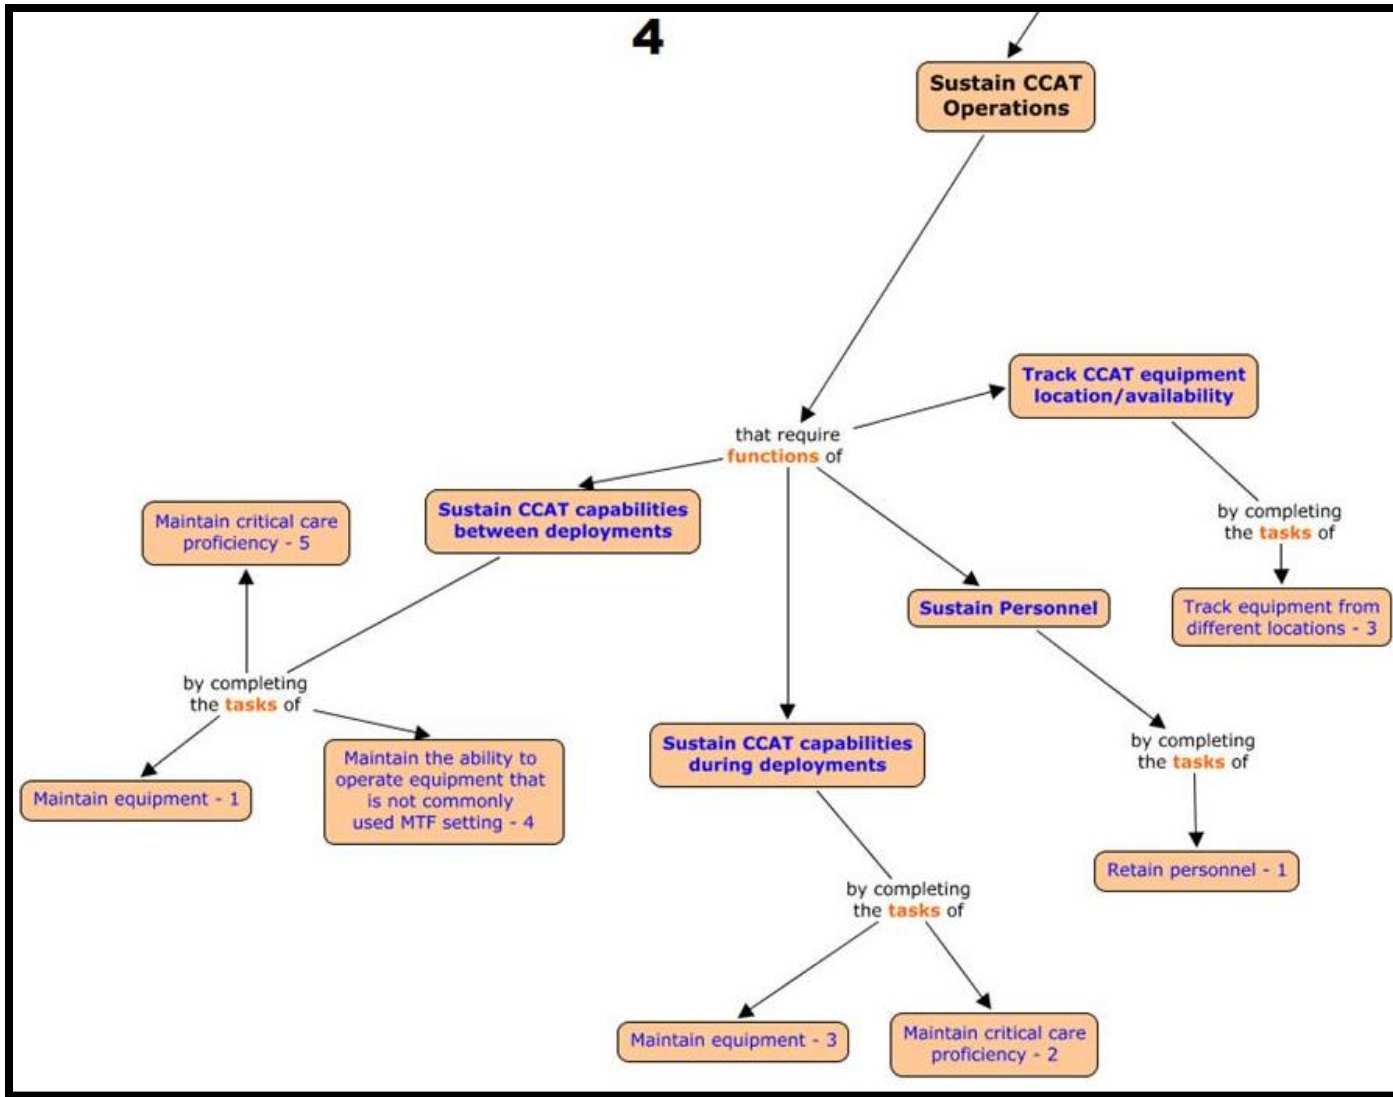 4
Sustain CCAT
Operations
Track CCAT equipment
location/availability
that require
functions of
Sustain CCAT capabilities
between deployments
Maintain critical care
proficiency - 5
by completing
the tasks of
Sustain Personnel
Track equipment from
different locations - 3
by completing
the tasks of
Maintain equipment - 1
Maintain the ability to
operate equipment that
is not commonly
used MTF setting - 4
Sustain CCAT capabilities
during deployments
by completing
the tasks of
Retain personnel - 1
by completing
the tasks of
Maintain equipment - 3
Maintain critical care
proficiency - 2